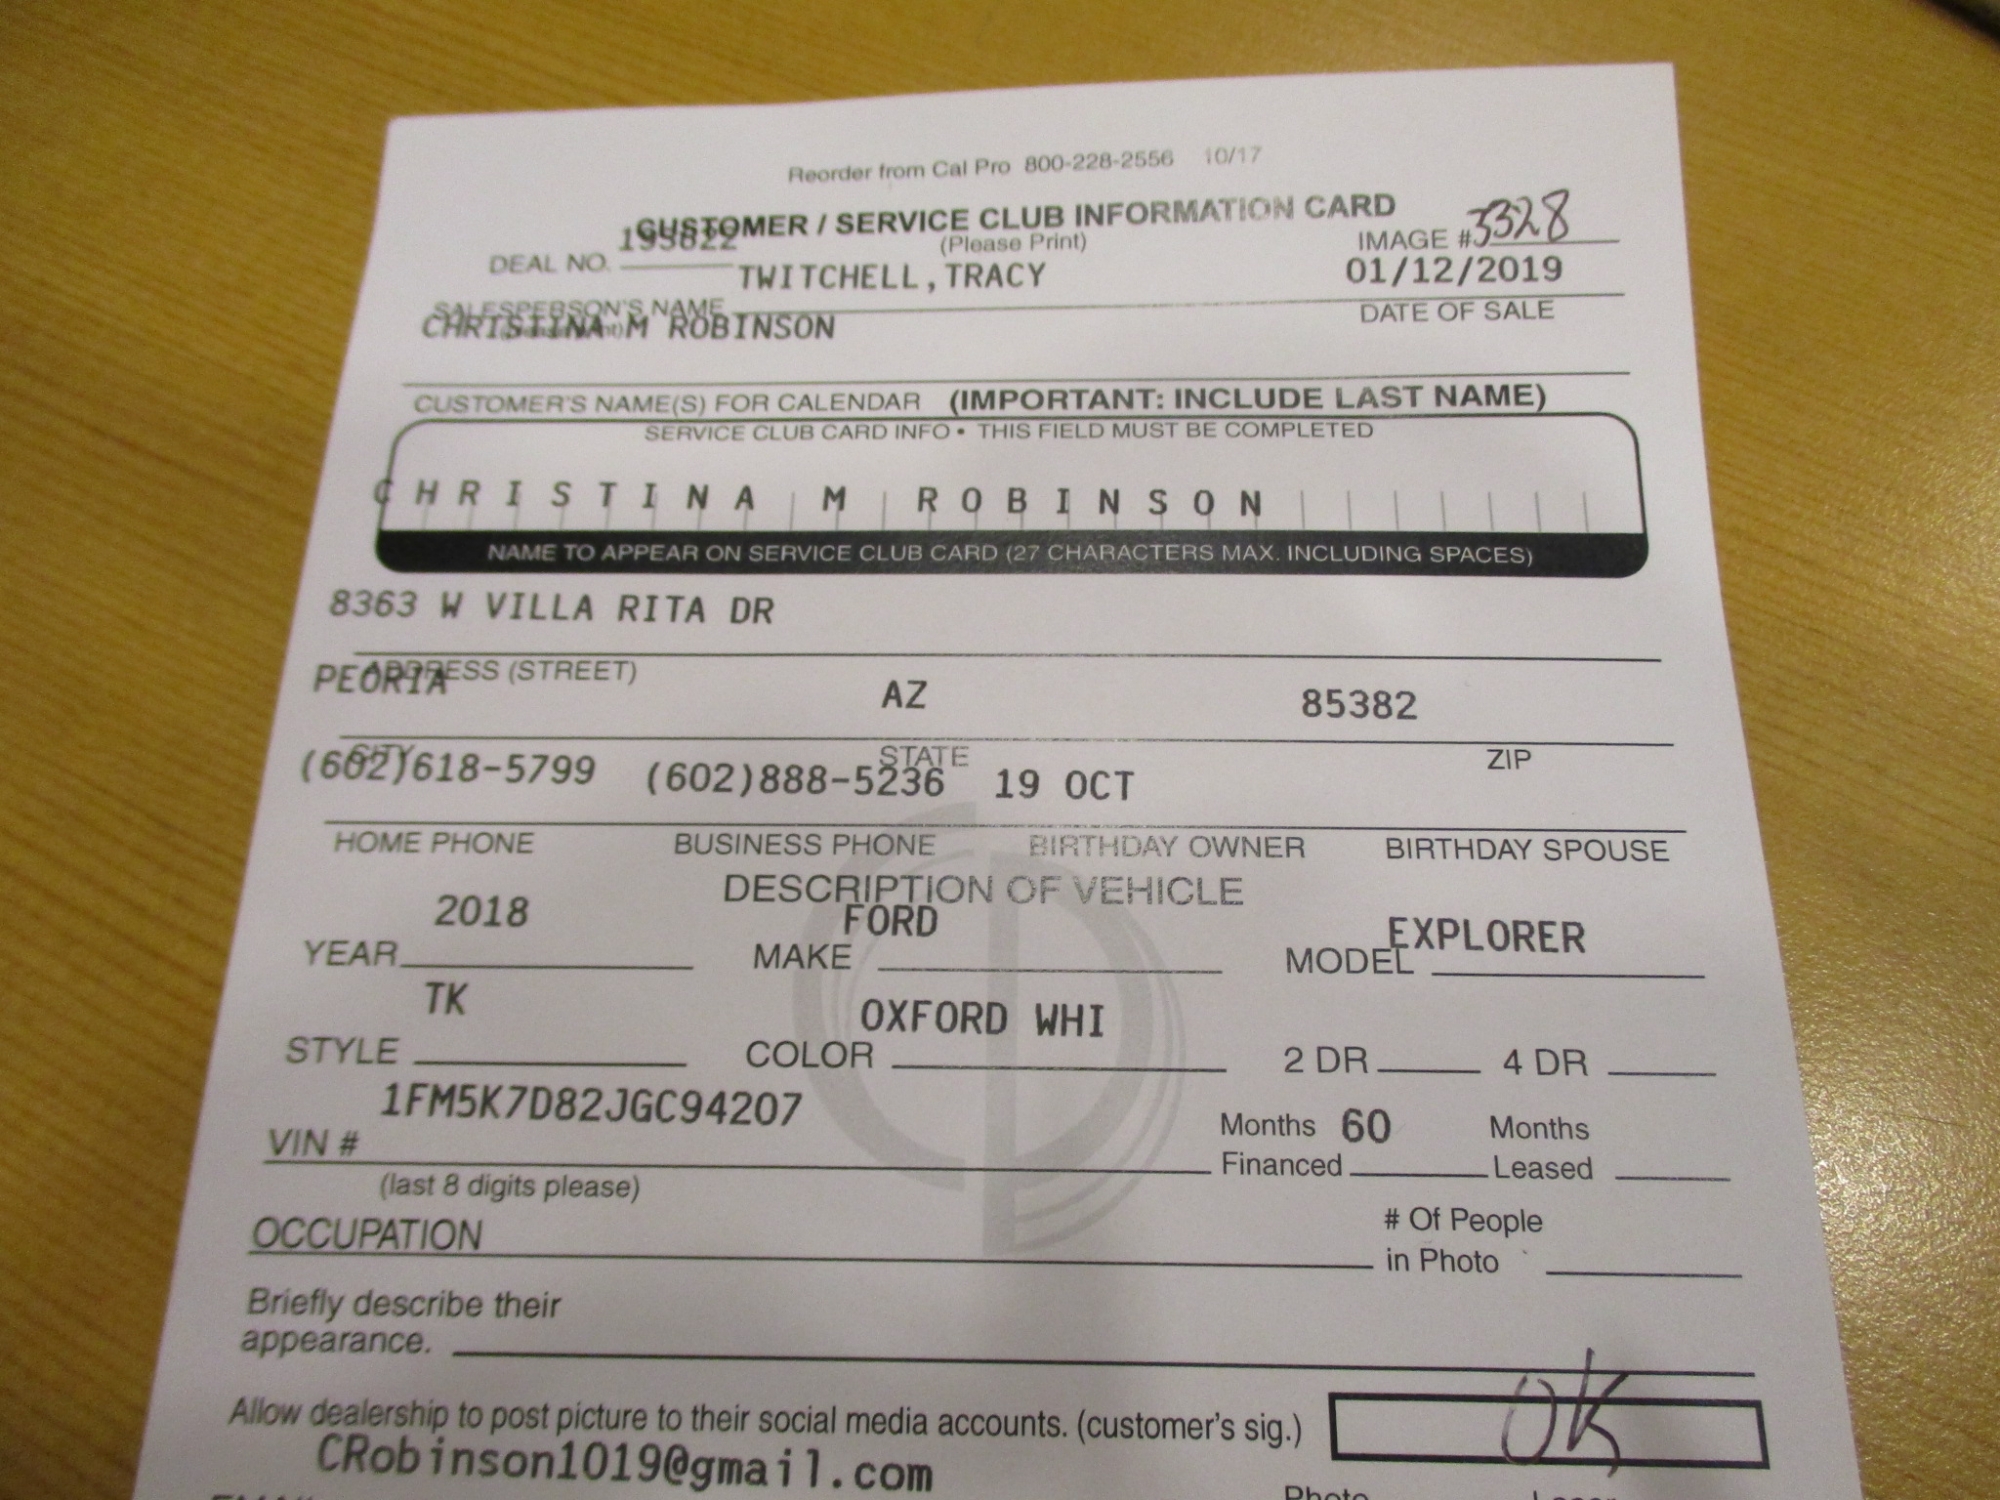 Reorder from Cal Pro 800-228-2556 10/17
CUSTOMER / SERVICE CLUB INFORMATION CARD
(Please Print)
DEAL NO. 195822
IMAGE # 3328
TWITCHELL,TRACY 01/12/2019
SALESPERSON'S NAME DATE OF SALE
CHRISTINA M ROBINSON
CUSTOMER'S NAME(S) FOR CALENDAR (IMPORTANT: INCLUDE LAST NAME)
SERVICE CLUB CARD INFO • THIS FIELD MUST BE COMPLETED
CHRISTINA M ROBINSON
NAME TO APPEAR ON SERVICE CLUB CARD (27 CHARACTERS MAX. INCLUDING SPACES)
8363 W VILLA RITA DR
ADDRESS (STREET)
PEORIA AZ 85382
CITY STATE ZIP
(602)618-5799 (602)888-5236 19 OCT
HOME PHONE BUSINESS PHONE BIRTHDAY OWNER BIRTHDAY SPOUSE
DESCRIPTION OF VEHICLE
2018 FORD EXPLORER
YEAR MAKE MODEL
TK OXFORD WHI
STYLE COLOR 2 DR 4 DR
1FM5K7D82JGC94207
VIN # Months Financed 60 Months Leased
(last 8 digits please)
OCCUPATION # Of People in Photo
Briefly describe their
appearance.
OK
Allow dealership to post picture to their social media accounts. (customer's sig.)
CRobinson1019@gmail.com
Photo